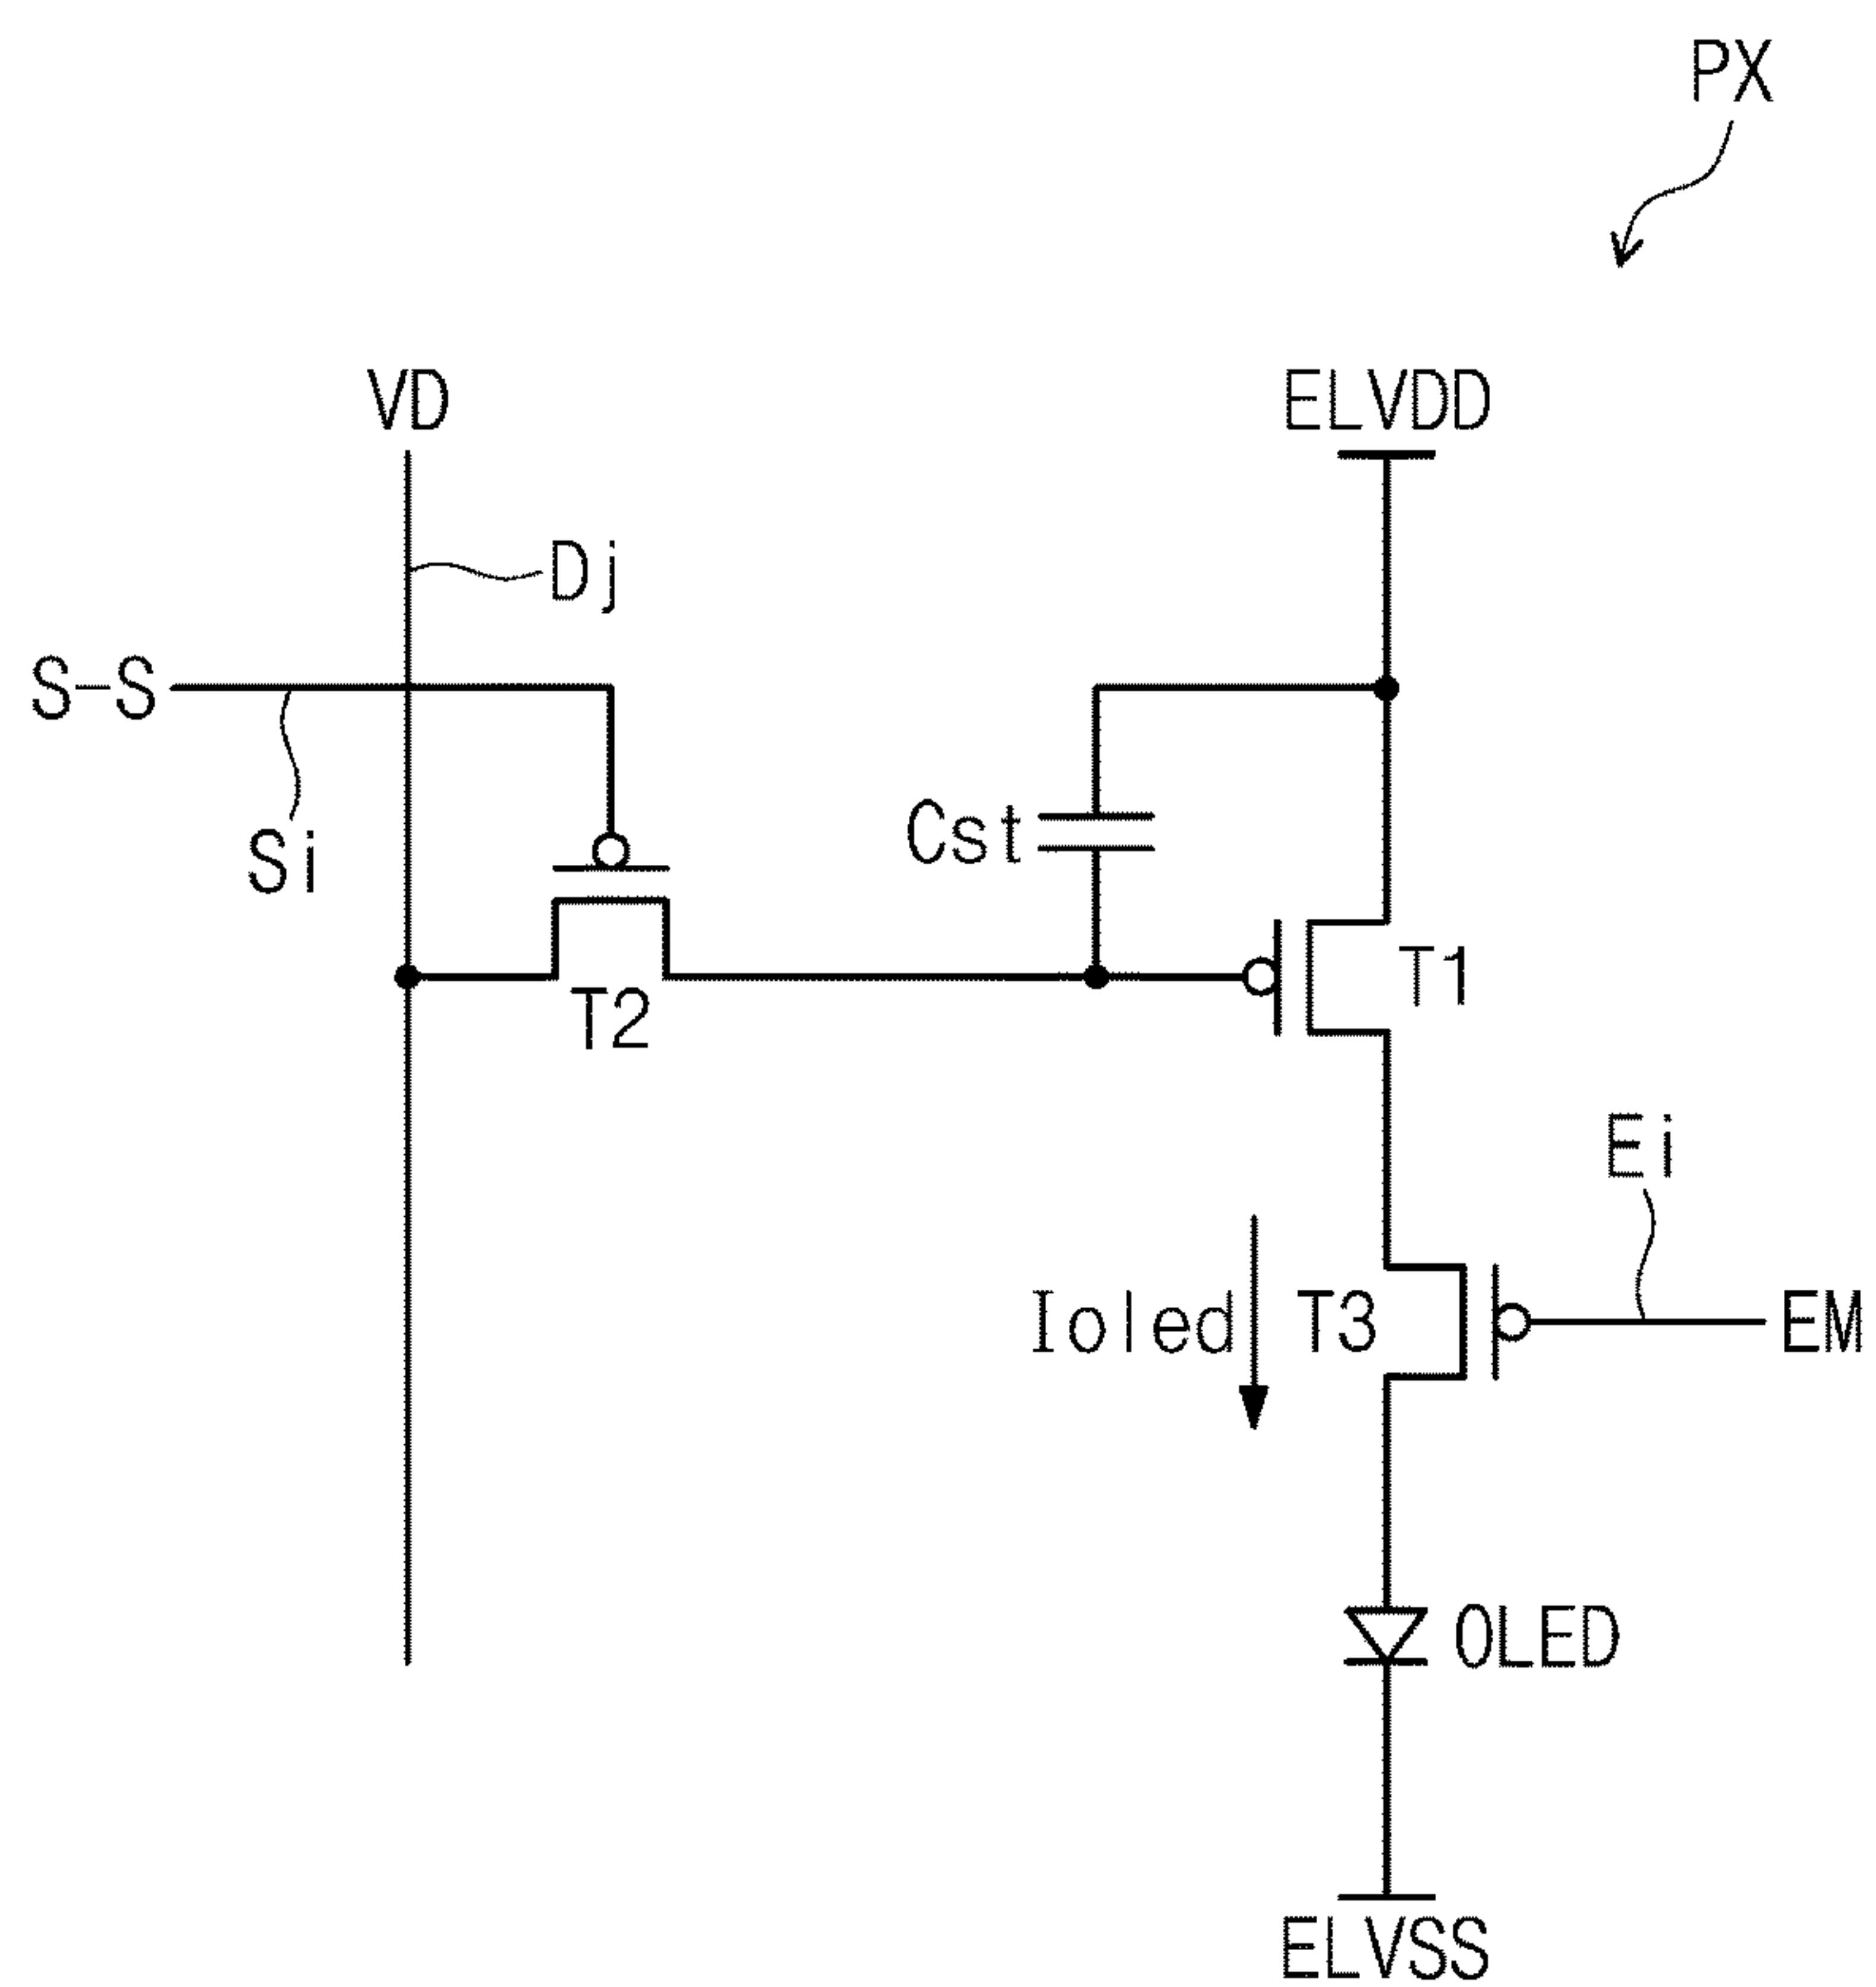 PX
VD
ELVDD
Dj
S-S
Cst
Si
T1
T2
Ei
Ioled
T3
EM
OLED
ELVSS